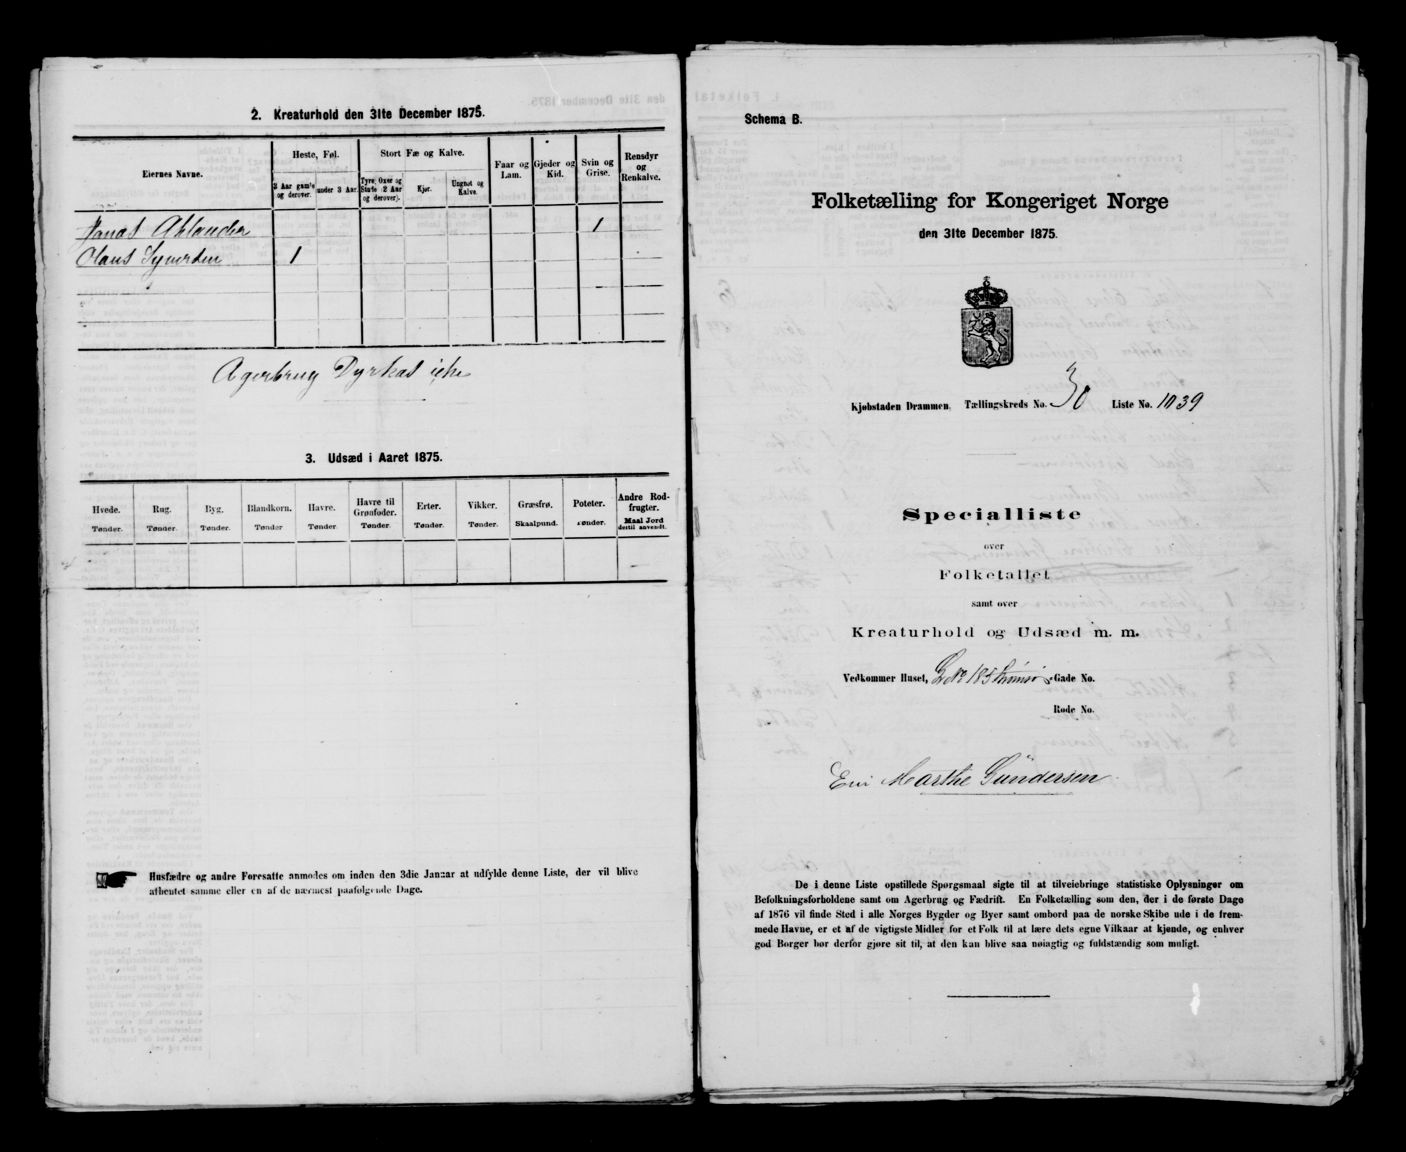 2. Kreaturhold den 31te December 1875.
Eiernes Navne.
Heste, Føl.
Stort Fæ og Kalve.
Faar og Lam.
Gjeder og Kid.
Svin og Grise.
Rensdyr og Renkalve.
3 Aar gam'e og derover.
under 3 Aar.
Tyre, Oxer og Stude (2 Aar og derover).
Kjør.
Ungnøt og Kalve.
Jonas Ahlander 1
Olaus 1
Agerbrug Dyrkes ikke
3. Udsæd i Aaret 1875.
Hvede. Rug. Byg. Blandkorn. Havre. Havre til Grønfoder. Erter. Vikker. Græsfrø. Poteter. Andre Rodfrugter.
Tønder. Tønder. Tønder. Tønder Tønder. Tønder. Tønder. Tønder. Skaalpund. Tønder. Maal Jord dertil anvendt.
Husfædre og andre Foresatte anmodes om inden den 3die Januar at udfylde denne Liste, der vil blive
afhentet samme eller en af de nærmest paafølgende Dage.
Schema B.
Folketælling for Kongeriget Norge
den 31te December 1875.
Kjøbstaden Drammen. Tællingskreds No. 30 Liste No. 1039
Specialliste
over
Folketallet
samt over
Kreaturhold og Udsæd m. m.
Vedkommer Huset, 185 Strømsø Gade No.
Rode No.
Marthe Gundersen
De i denne Liste opstillede Spørgsmaal sigte til at tilveiebringe statistiske Oplysninger om
Befolkningsforholdene samt om Agerbrug og Fædrift. En Folketælling som den, der i de første Dage
af 1876 vil finde Sted i alle Norges Bygder og Byer samt ombord paa de norske Skibe ude i de frem-
mede Havne, er et af de vigtigste Midler for et Folk til at lære dets egne Vilkaar at kjende, og enhver
god Borger bør derfor gjøre sit til, at den kan blive saa nøiagtig og fuldstændig som muligt.